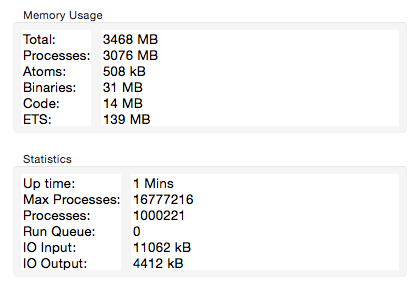 Memory Usage
Total: 3468 MB
Processes: 3076 MB
Atoms: 508 kB
Binaries: 31 MB
Code: 14 MB
ETS: 139 MB
Statistics
Up time: 1 Mins
Max Processes: 16777216
Processes: 1000221
Run Queue: 0
IO Input: 11062 kB
IO Output: 4412 kB